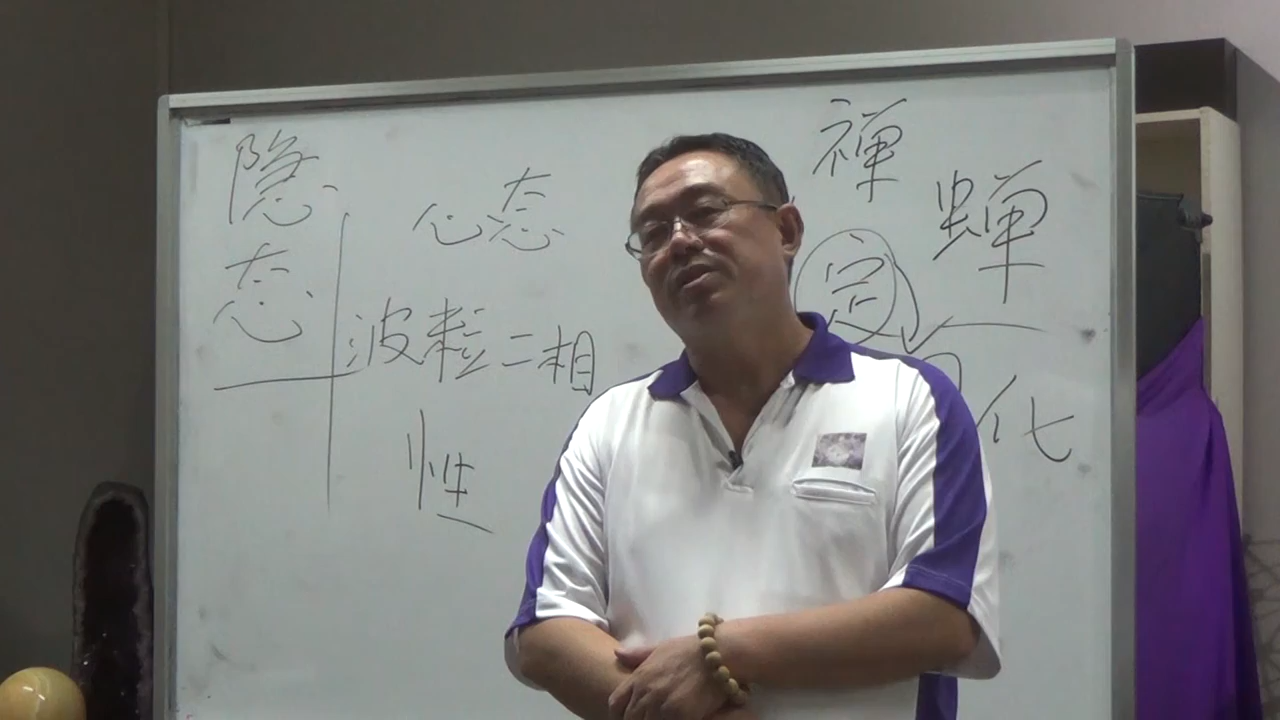 隐态
心态
波粒二相
性
禅
定
蝉
化